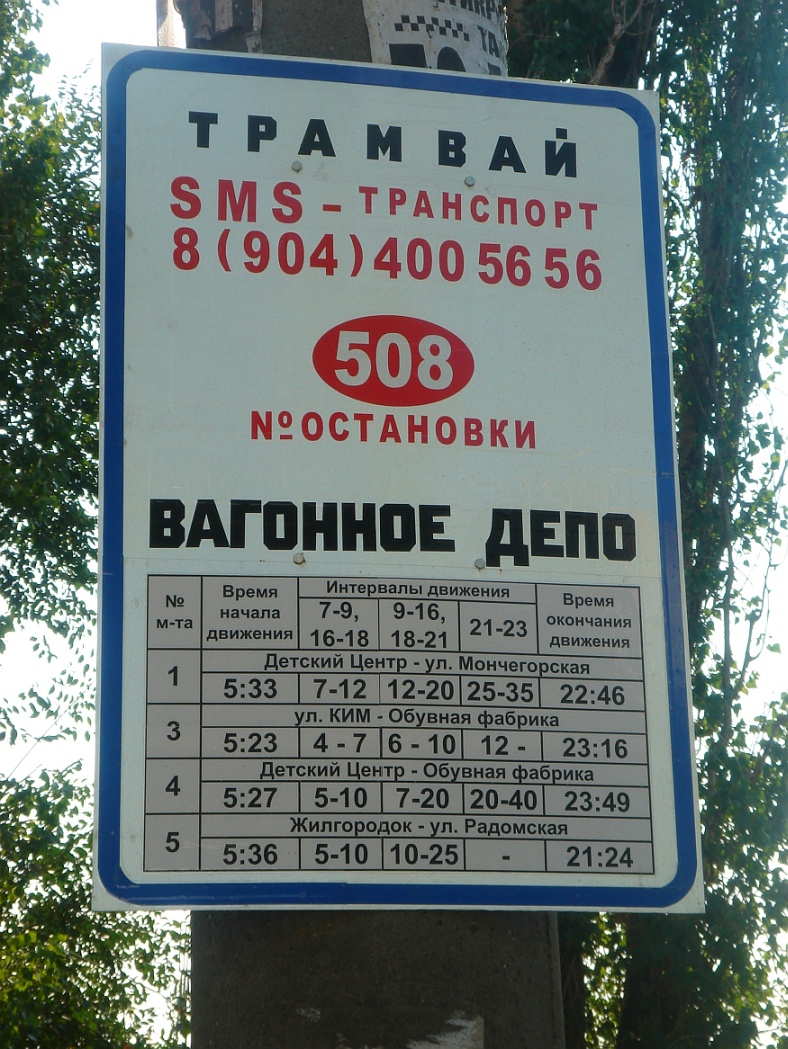 ТРАМВАЙ
SMS - ТРАНСПОРТ
8 (904) 400 56 56
508
№ ОСТАНОВКИ
ВАГОННОЕ ДЕПО
№ м-та Время начала движения Интервалы движения Время окончания движения
7-9, 16-18 9-16, 18-21 21-23
1 Детский Центр - ул. Мончегорская
5:33 7-12 12-20 25-35 22:46
3 ул. КИМ - Обувная фабрика
5:23 4 - 7 6 - 10 12 - 23:16
4 Детский Центр - Обувная фабрика
5:27 5-10 7-20 20-40 23:49
5 Жилгородок - ул. Радомская
5:36 5-10 10-25 - 21:24